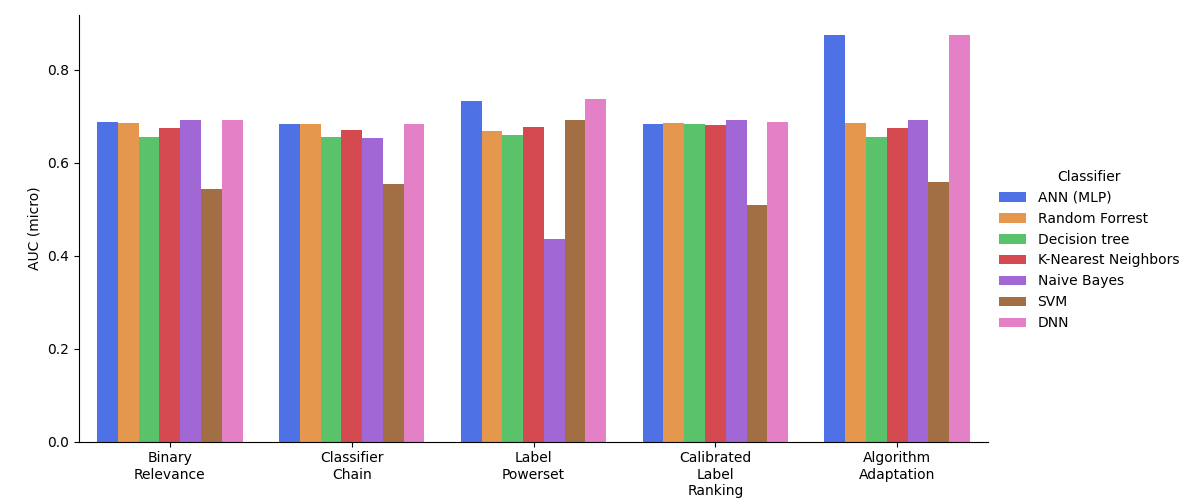 AUC (micro)
0.8
0.6
0.4
0.2
0.0
Binary
Relevance
Classifier
Chain
Label
Powerset
Calibrated
Label
Ranking
Algorithm
Adaptation
Classifier
ANN (MLP)
Random Forrest
Decision tree
K-Nearest Neighbors
Naive Bayes
SVM
DNN